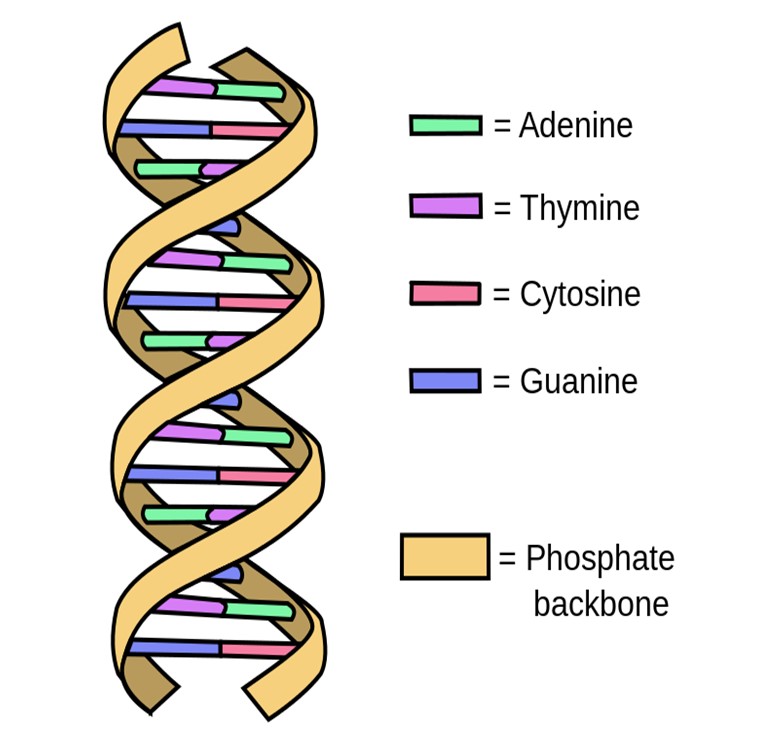 = Adenine
= Thymine
= Cytosine
= Guanine
= Phosphate
backbone